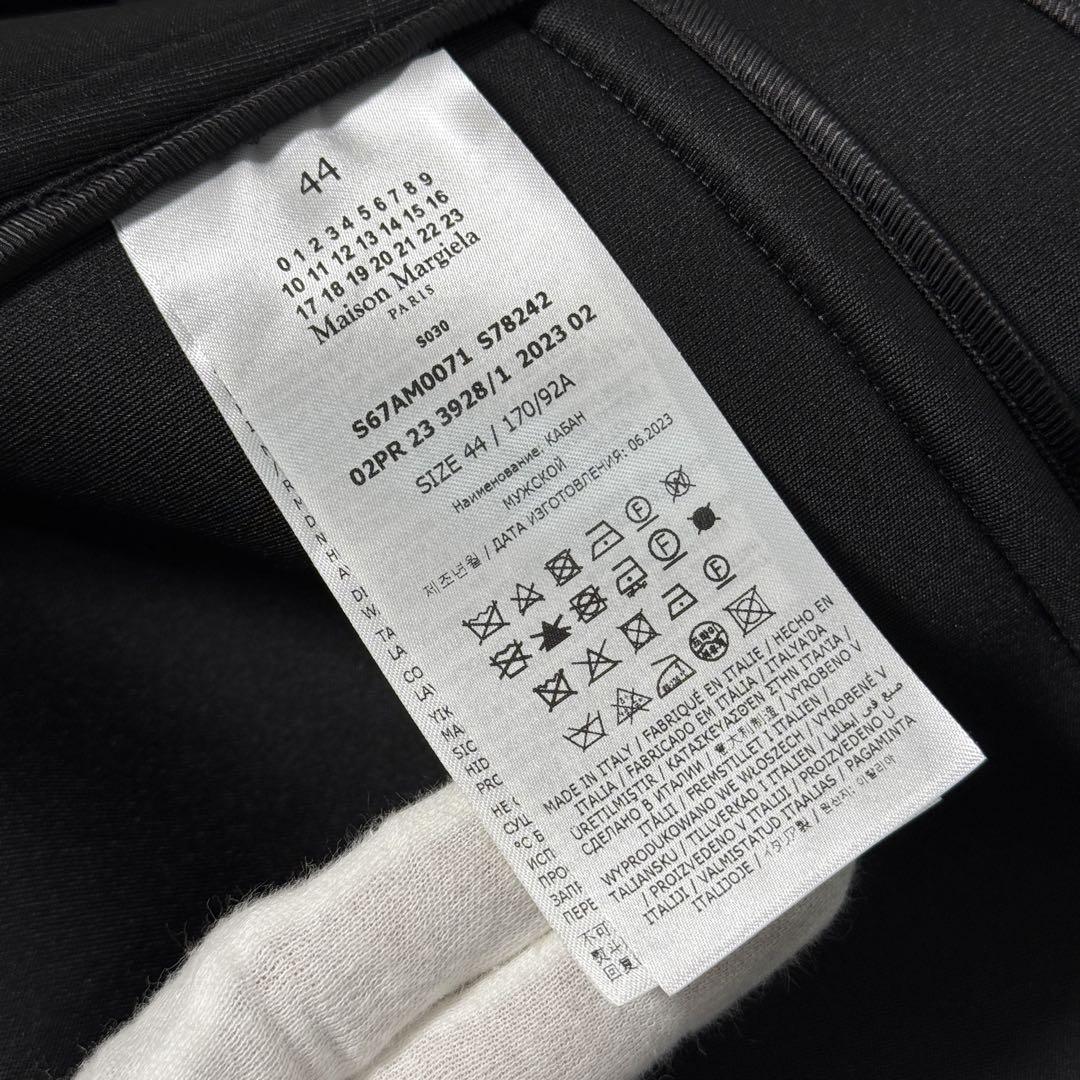 44
0 1 2 3 4 5 6 7 8 9
10 11 12 13 14 15 16
17 18 19 20 21 22 23
Maison Margiela
PARIS
S030
S67AM0071 S78242
02PR 23 3928/1 2023 02
SIZE 44 / 170/92A
Наименование: КАБАН
МУЖСКОЙ
제조년월 / ДАТА ИЗГОТОВЛЕНИЯ: 06.2023
MADE IN ITALY / FABRIQUÉ EN ITALIE / HECHO EN
ITALIA / FABRICADO EM ITÁLIA / ITALYA'DA
ÜRETILMISTIR / ΚΑΤΑΣΚΕΥΑΣΘΕΝ ΣΤΗΝ ΙΤΑΛΙΑ /
СДЕЛАНО В ИТАЛИИ / 意大利制造 / VYROBENO V
ITÁLII / FREMSTILLET I ITALIEN /
WYPRODUKOWANO WE WŁOSZECH / VYROBENÉ V
TALIANSKU / TILLVERKAD I ITALIEN / صنع في إيطاليا
/ PROIZVEDENO V ITALIJI / PROIZVEDENO U
ITALIJI / VALMISTATUD ITAALIAS / PAGAMINTA
ITALIJOJE / イタリア製 / 원산지: 이탈리아